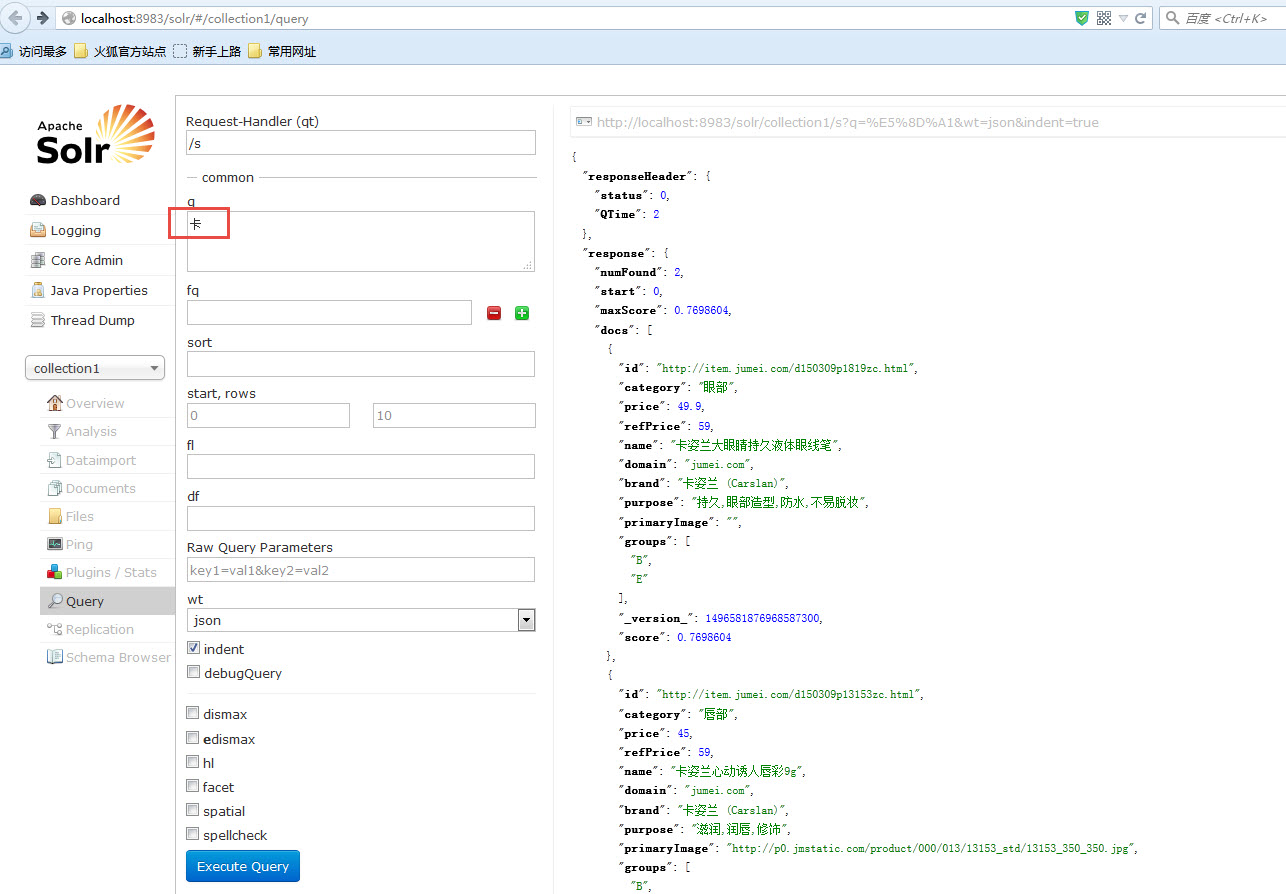 localhost:8983/solr/#/collection1/query
百度 <Ctrl+K>
访问最多 火狐官方站点 新手上路 常用网址
Apache
Solr
Dashboard
Logging
Core Admin
Java Properties
Thread Dump
collection1
Overview
Analysis
Dataimport
Documents
Files
Ping
Plugins / Stats
Query
Replication
Schema Browser
Request-Handler (qt)
/s
common
q
卡
fq
sort
start, rows
0 10
fl
df
Raw Query Parameters
key1=val1&key2=val2
wt
json
indent
debugQuery
dismax
edismax
hl
facet
spatial
spellcheck
Execute Query
http://localhost:8983/solr/collection1/s?q=%E5%8D%A1&wt=json&indent=true
{
"responseHeader": {
"status": 0,
"QTime": 2
},
"response": {
"numFound": 2,
"start": 0,
"maxScore": 0.7698604,
"docs": [
{
"id": "http://item.jumei.com/d150309p1819zc.html",
"category": "眼部",
"price": 49.9,
"refPrice": 59,
"name": "卡姿兰大眼睛持久液体眼线笔",
"domain": "jumei.com",
"brand": "卡姿兰 (Carslan)",
"purpose": "持久,眼部造型,防水,不易脱妆",
"primaryImage": "",
"groups": [
"B",
"E"
],
"_version_": 1496581876968587300,
"score": 0.7698604
},
{
"id": "http://item.jumei.com/d150309p13153zc.html",
"category": "唇部",
"price": 45,
"refPrice": 59,
"name": "卡姿兰心动诱人唇彩9g",
"domain": "jumei.com",
"brand": "卡姿兰 (Carslan)",
"purpose": "滋润,润唇,修饰",
"primaryImage": "http://p0.jmstatic.com/product/000/013/13153_std/13153_350_350.jpg",
"groups": [
"B",